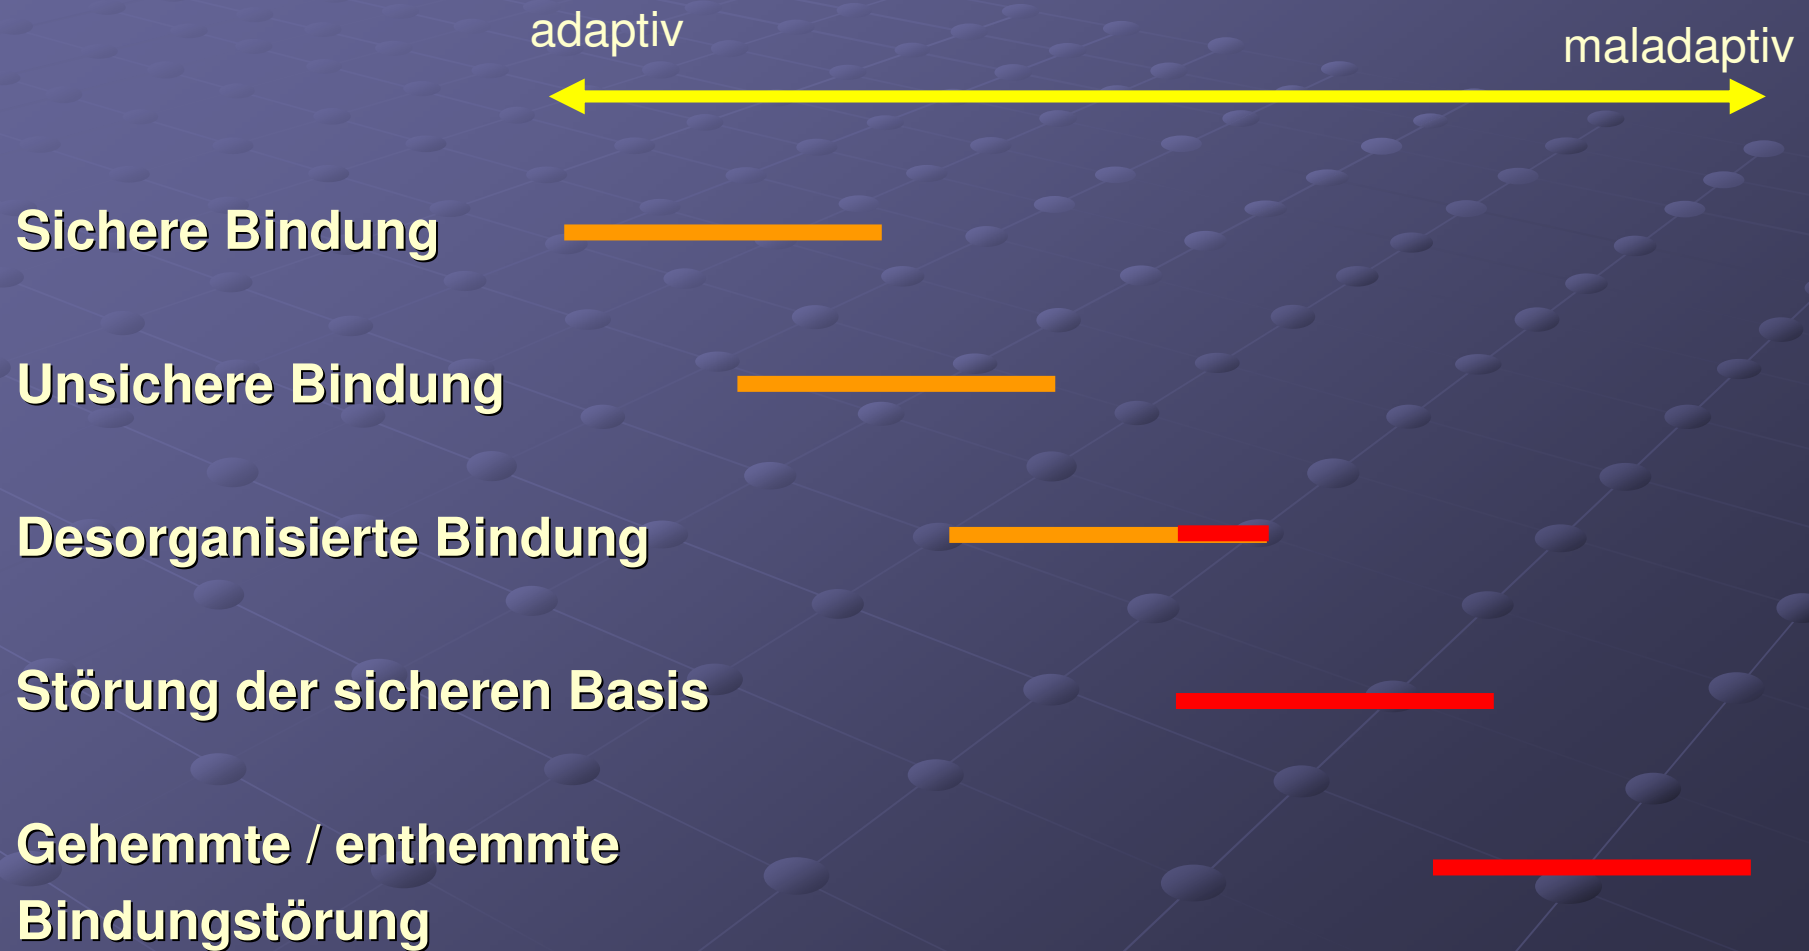 adaptiv
maladaptiv
Sichere Bindung
Unsichere Bindung
Desorganisierte Bindung
Störung der sicheren Basis
Gehemmte / enthemmte
Bindungstörung